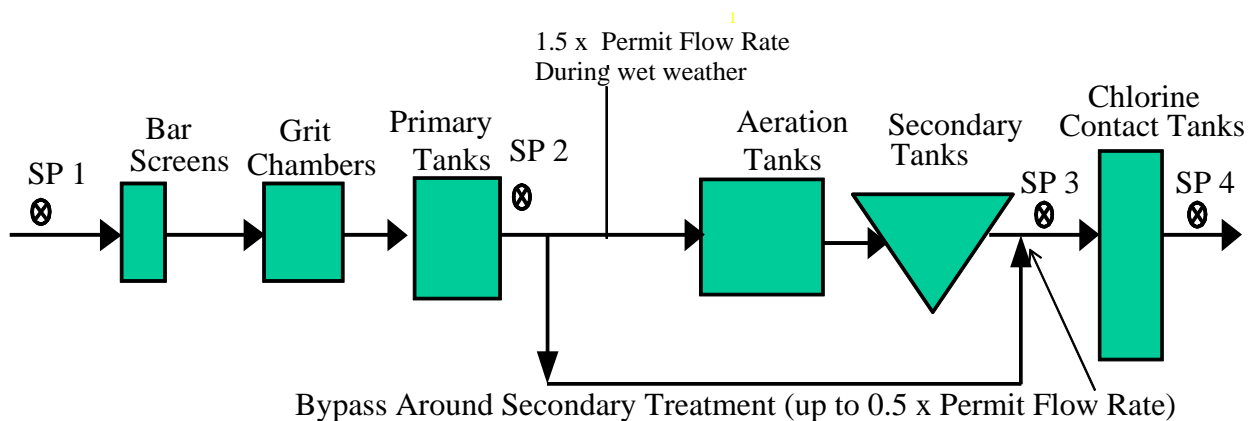 1
1.5 x Permit Flow Rate
During wet weather
Bar
Screens
Grit
Chambers
Primary
Tanks
Aeration
Tanks
Secondary
Tanks
Chlorine
Contact Tanks
SP 1
SP 2
SP 3
SP 4
Bypass Around Secondary Treatment (up to 0.5 x Permit Flow Rate)